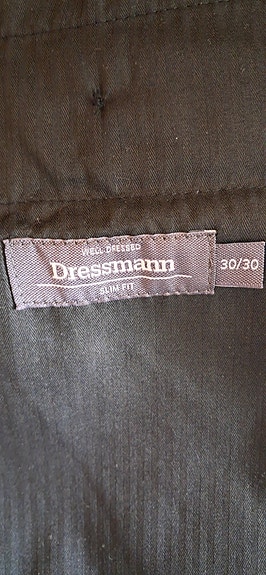 WELL DRESSED
Dressmann
SLIM FIT
30/30